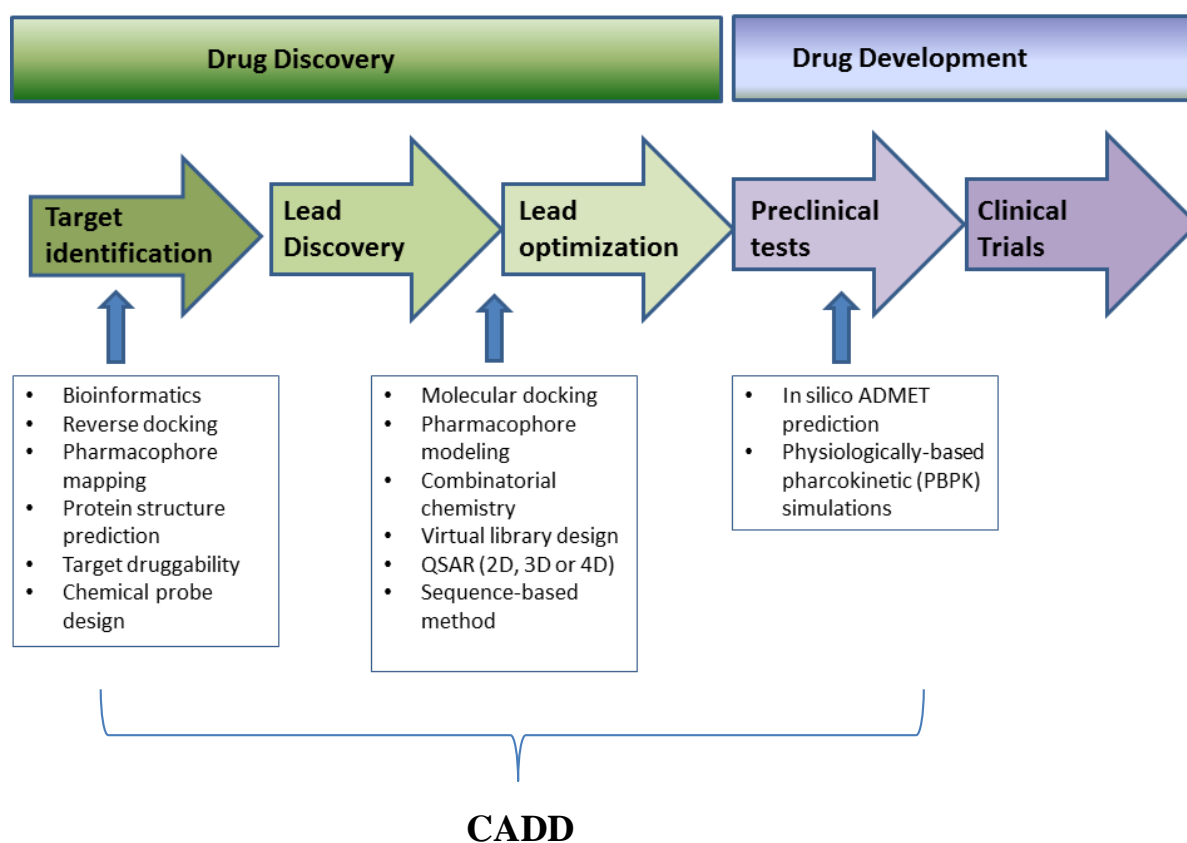 Drug Discovery
Drug Development
Target
identification
Lead
Discovery
Lead
optimization
Preclinical
tests
Clinical
Trials
• Bioinformatics
• Reverse docking
• Pharmacophore
mapping
• Protein structure
prediction
• Target druggability
• Chemical probe
design
• Molecular docking
• Pharmacophore
modeling
• Combinatorial
chemistry
• Virtual library design
• QSAR (2D, 3D or 4D)
• Sequence-based
method
• In silico ADMET
prediction
• Physiologically-based
pharcokinetic (PBPK)
simulations
CADD